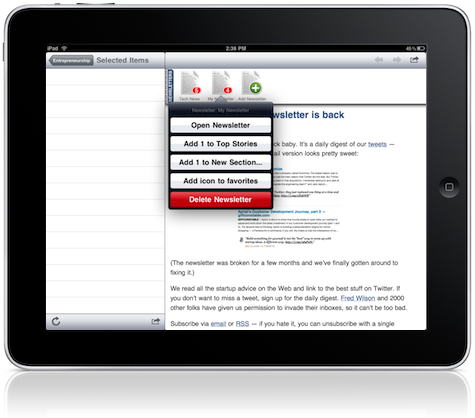 iPad
2:38 PM
46%
Entrepreneurship
Selected Items
NEWSLETTERS
6
4
Tech News
Add Newsletter
Newsletter: My Newsletter
Open Newsletter
Add 1 to Top Stories
Add 1 to New Section...
Add icon to favorites
Delete Newsletter
wsletter is back
ck baby. It's a daily digest of our tweets —
ail version looks pretty sweet:
(The newsletter was broken for a few months and we've finally gotten around to
fixing it.)
We read all the startup advice on the Web and link to the best stuff on Twitter. If
you don't want to miss a tweet, sign up for the daily digest. Fred Wilson and 2000
other folks have given us permission to invade their inboxes, so it can't be too bad.
Subscribe via email or RSS — if you hate it, you can unsubscribe with a single